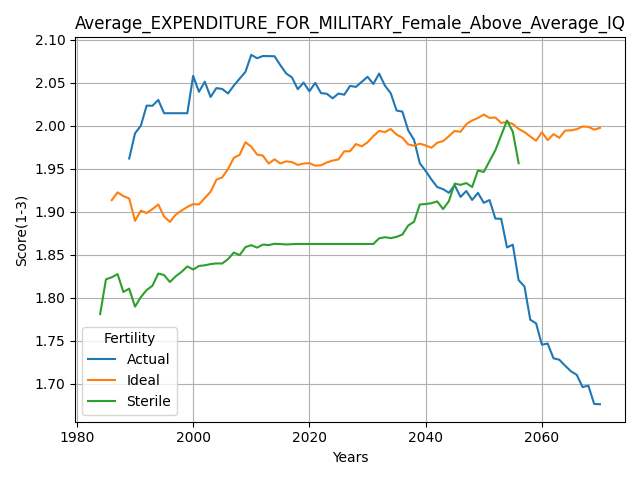 Average_EXPENDITURE_FOR_MILITARY_Female_Above_Average_IQ
2.10
2.05
2.00
1.95
1.90
1.85
1.80
1.75
1.70
Score(1-3)
Fertility
Actual
Ideal
Sterile
1980 2000 2020 2040 2060
Years